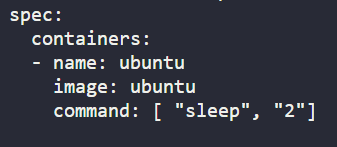 spec:
  containers:
  - name: ubuntu
    image: ubuntu
    command: [ "sleep", "2"]